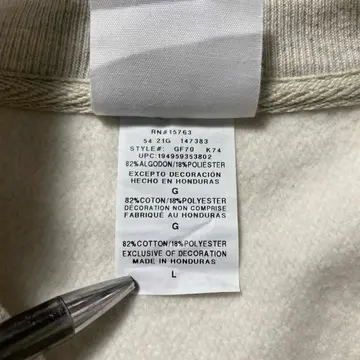 RN#15763
54 21G 147383
STYLE#: GF70 K74
UPC:194959353802
82%ALGODON/18%POLIESTER
EXCEPTO DECORACIÓN
HECHO EN HONDURAS
G
82%COTON/18%POLYESTER
DÉCORATION NON COMPRISE
FABRIQUÉ AU HONDURAS
G
82%COTTON/18%POLYESTER
EXCLUSIVE OF DECORATION
MADE IN HONDURAS
L